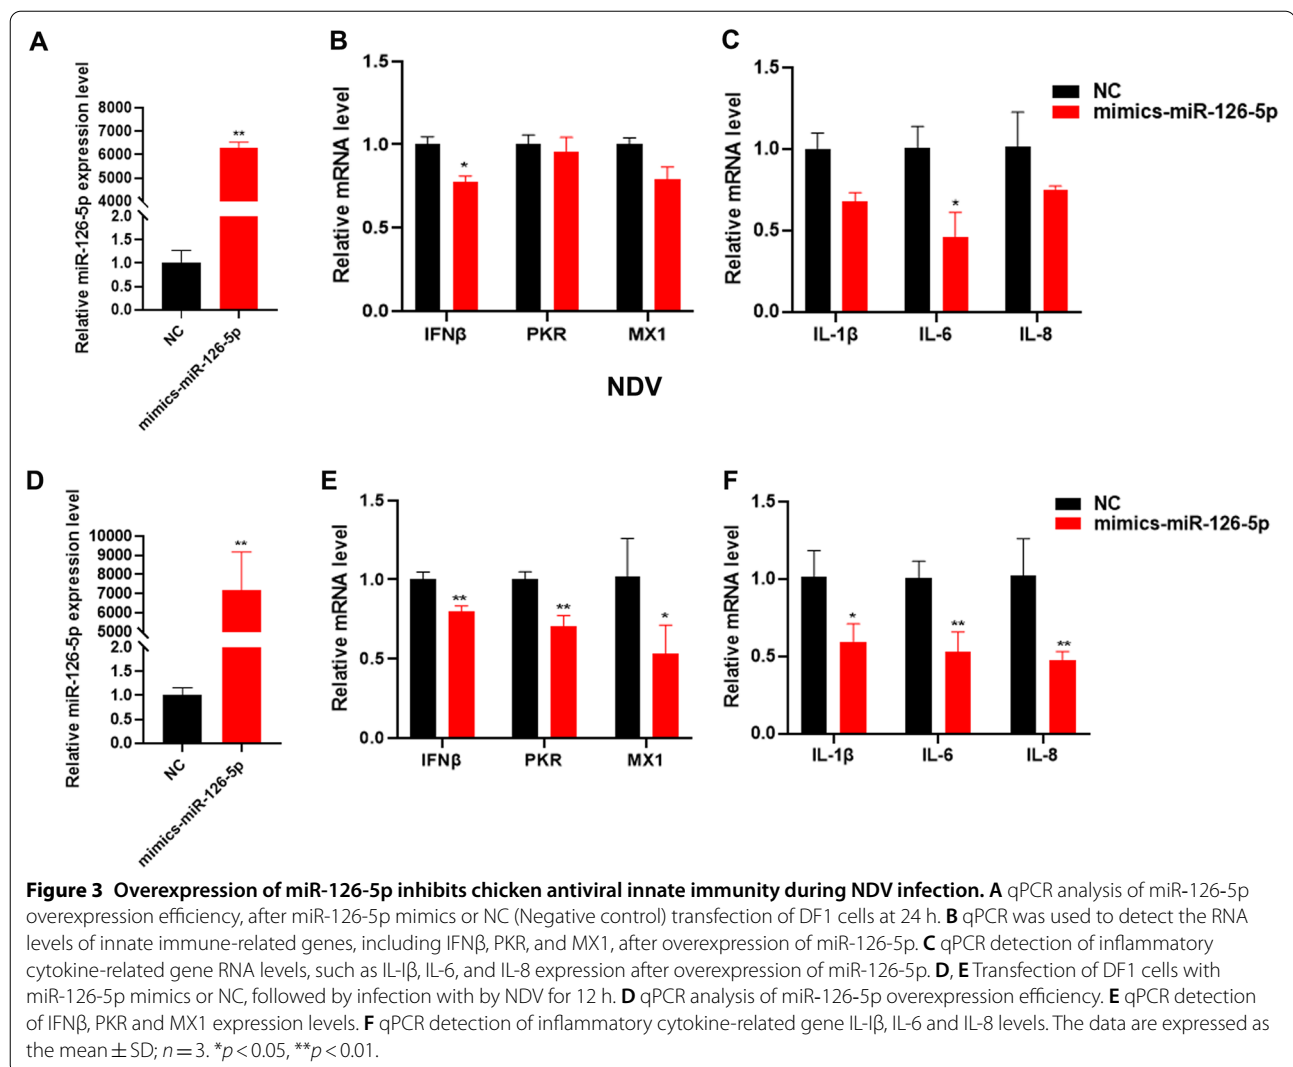 A
Relative miR-126-5p expression level
8000
7000
6000
5000
4000
2.0
1.5
1.0
0.5
0.0
**
NC
mimics-miR-126-5p
B
Relative mRNA level
1.5
1.0
0.5
0.0
*
IFNβ PKR MX1
C
Relative mRNA level
1.5
1.0
0.5
0.0
*
IL-1β IL-6 IL-8
NC
mimics-miR-126-5p
NDV
D
Relative miR-126-5p expression level
10000
9000
8000
7000
6000
5000
2.0
1.5
1.0
0.5
0.0
**
NC
mimics-miR-126-5p
E
Relative mRNA level
1.5
1.0
0.5
0.0
** ** *
IFNβ PKR MX1
F
Relative mRNA level
1.5
1.0
0.5
0.0
* ** **
IL-1β IL-6 IL-8
NC
mimics-miR-126-5p
Figure 3 Overexpression of miR-126-5p inhibits chicken antiviral innate immunity during NDV infection. A qPCR analysis of miR-126-5p
overexpression efficiency, after miR-126-5p mimics or NC (Negative control) transfection of DF1 cells at 24 h. B qPCR was used to detect the RNA
levels of innate immune-related genes, including IFNβ, PKR, and MX1, after overexpression of miR-126-5p. C qPCR detection of inflammatory
cytokine-related gene RNA levels, such as IL-Iβ, IL-6, and IL-8 expression after overexpression of miR-126-5p. D, E Transfection of DF1 cells with
miR-126-5p mimics or NC, followed by infection with by NDV for 12 h. D qPCR analysis of miR-126-5p overexpression efficiency. E qPCR detection
of IFNβ, PKR and MX1 expression levels. F qPCR detection of inflammatory cytokine-related gene IL-Iβ, IL-6 and IL-8 levels. The data are expressed as
the mean ± SD; n = 3. *p < 0.05, **p < 0.01.